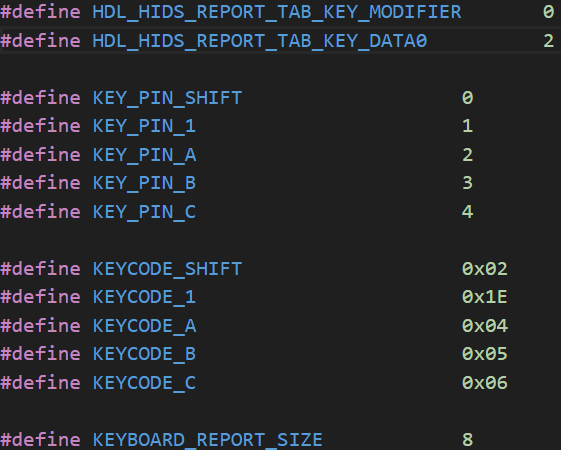 #define HDL_HIDS_REPORT_TAB_KEY_MODIFIER 0
#define HDL_HIDS_REPORT_TAB_KEY_DATA0 2
#define KEY_PIN_SHIFT 0
#define KEY_PIN_1 1
#define KEY_PIN_A 2
#define KEY_PIN_B 3
#define KEY_PIN_C 4
#define KEYCODE_SHIFT 0x02
#define KEYCODE_1 0x1E
#define KEYCODE_A 0x04
#define KEYCODE_B 0x05
#define KEYCODE_C 0x06
#define KEYBOARD_REPORT_SIZE 8